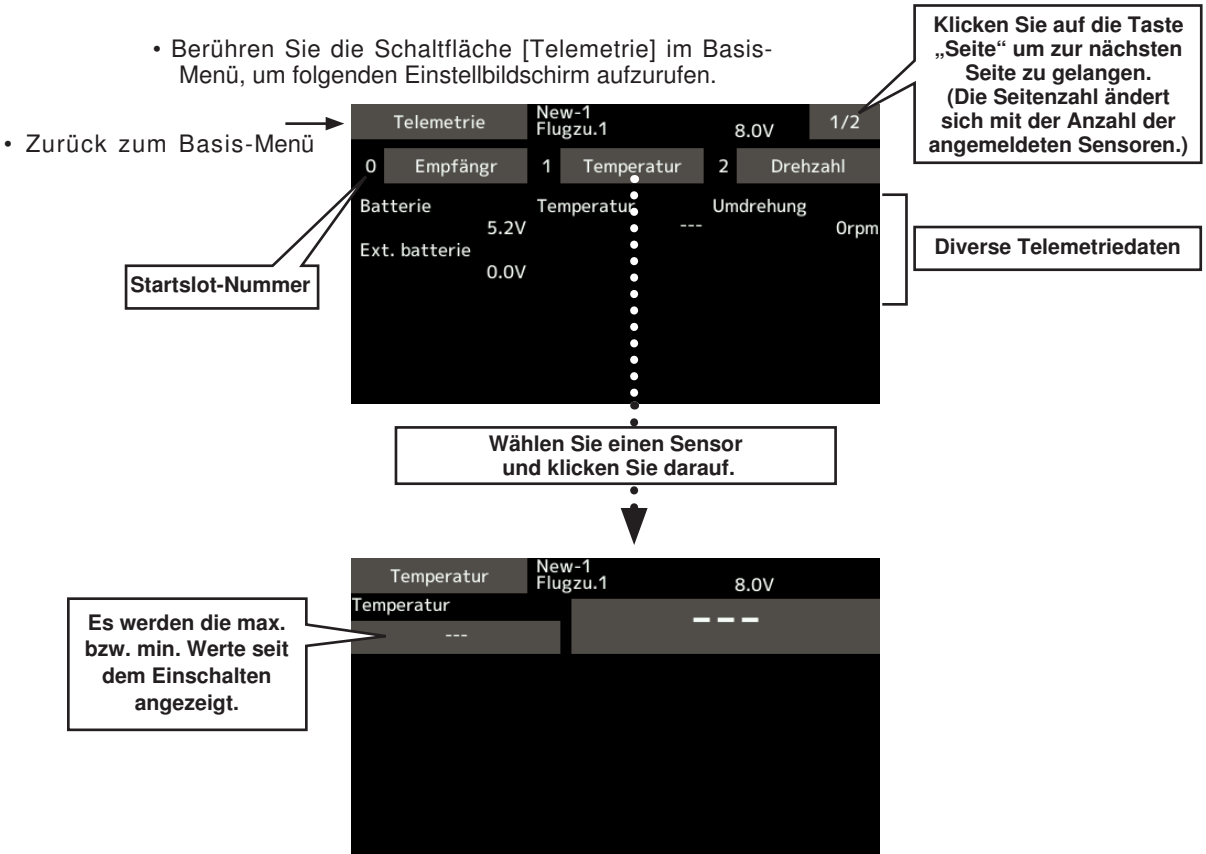 • Berühren Sie die Schaltfläche [Telemetrie] im Basis-
Menü, um folgenden Einstellbildschirm aufzurufen.
Klicken Sie auf die Taste
„Seite“ um zur nächsten
Seite zu gelangen.
(Die Seitenzahl ändert
sich mit der Anzahl der
angemeldeten Sensoren.)
• Zurück zum Basis-Menü
Telemetrie New-1 8.0V 1/2
Flugzu.1
0 Empfängr 1 Temperatur 2 Drehzahl
Batterie Temperatur Umdrehung
5.2V --- 0rpm
Ext. batterie
0.0V
Startslot-Nummer
Diverse Telemetriedaten
Wählen Sie einen Sensor
und klicken Sie darauf.
Temperatur New-1 8.0V
Flugzu.1
Temperatur
--- ---
Es werden die max.
bzw. min. Werte seit
dem Einschalten
angezeigt.